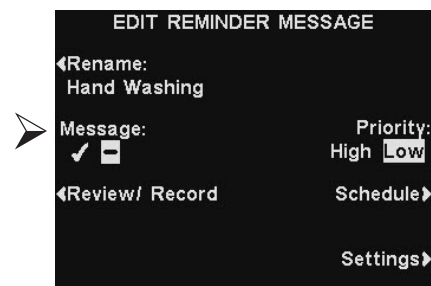 EDIT REMINDER MESSAGE
◀Rename:
Hand Washing
Message: Priority:
✓ – High Low
◀Review/ Record Schedule▶
Settings▶